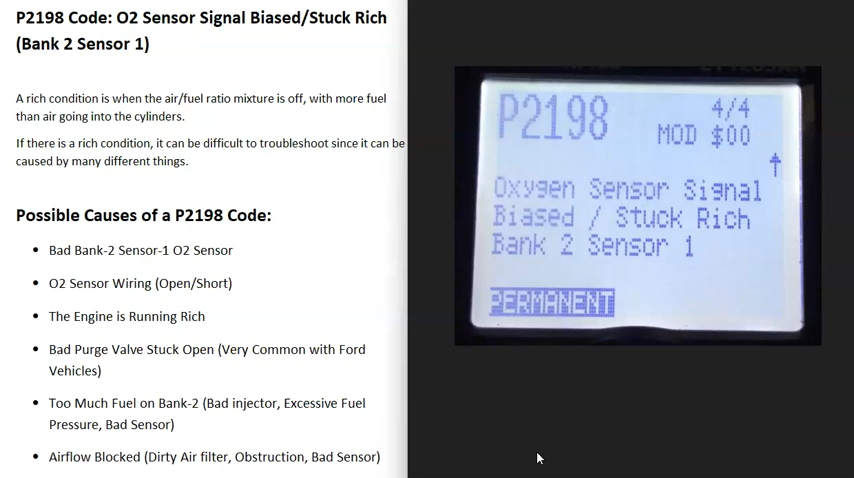 P2198 Code: O2 Sensor Signal Biased/Stuck Rich
(Bank 2 Sensor 1)
A rich condition is when the air/fuel ratio mixture is off, with more fuel
than air going into the cylinders.
If there is a rich condition, it can be difficult to troubleshoot since it can be
caused by many different things.
Possible Causes of a P2198 Code:
Bad Bank-2 Sensor-1 O2 Sensor
O2 Sensor Wiring (Open/Short)
The Engine is Running Rich
Bad Purge Valve Stuck Open (Very Common with Ford
Vehicles)
Too Much Fuel on Bank-2 (Bad injector, Excessive Fuel
Pressure, Bad Sensor)
Airflow Blocked (Dirty Air filter, Obstruction, Bad Sensor)
P2198 4/4
MOD $00
Oxygen Sensor Signal
Biased / Stuck Rich
Bank 2 Sensor 1
PERMANENT